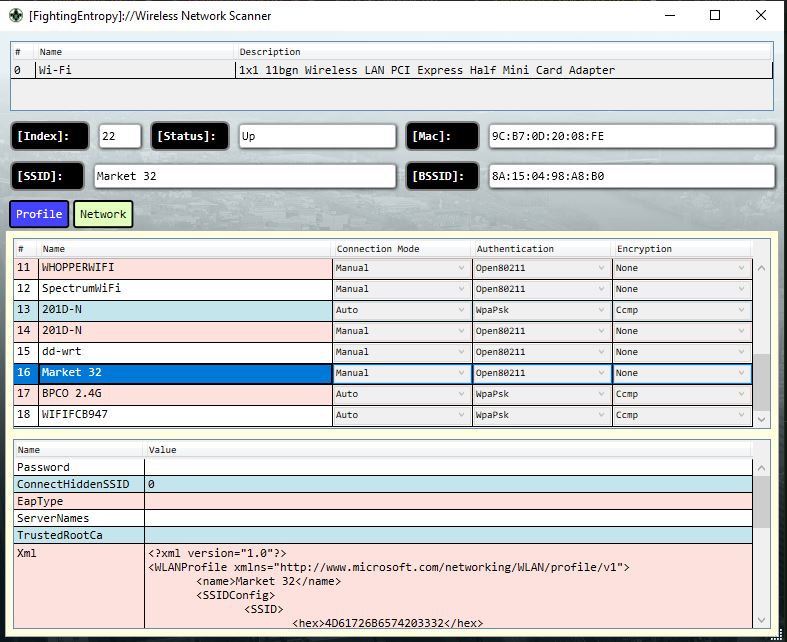 [FightingEntropy]://Wireless Network Scanner
# Name Description
0 Wi-Fi 1x1 11bgn Wireless LAN PCI Express Half Mini Card Adapter
[Index]: 22 [Status]: Up [Mac]: 9C:B7:0D:20:08:FE
[SSID]: Market 32 [BSSID]: 8A:15:04:98:A8:B0
Profile Network
# Name Connection Mode Authentication Encryption
11 WHOPPERWIFI Manual Open80211 None
12 SpectrumWiFi Manual Open80211 None
13 201D-N Auto WpaPsk Ccmp
14 201D-N Manual Open80211 None
15 dd-wrt Manual Open80211 None
16 Market 32 Manual Open80211 None
17 BPCO 2.4G Auto WpaPsk Ccmp
18 WIFIFCB947 Auto WpaPsk Ccmp
Name Value
Password
ConnectHiddenSSID 0
EapType
ServerNames
TrustedRootCa
Xml <?xml version="1.0"?>
<WLANProfile xmlns="http://www.microsoft.com/networking/WLAN/profile/v1">
<name>Market 32</name>
<SSIDConfig>
<SSID>
<hex>4D61726B6574203332</hex>